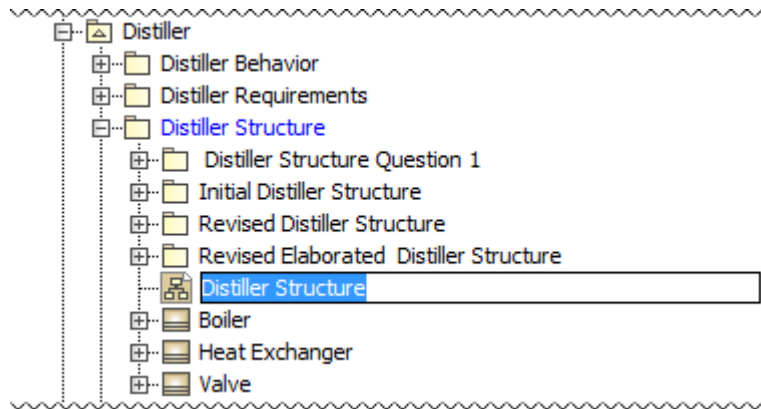 Distiller
Distiller Behavior
Distiller Requirements
Distiller Structure
Distiller Structure Question 1
Initial Distiller Structure
Revised Distiller Structure
Revised Elaborated  Distiller Structure
Distiller Structure
Boiler
Heat Exchanger
Valve